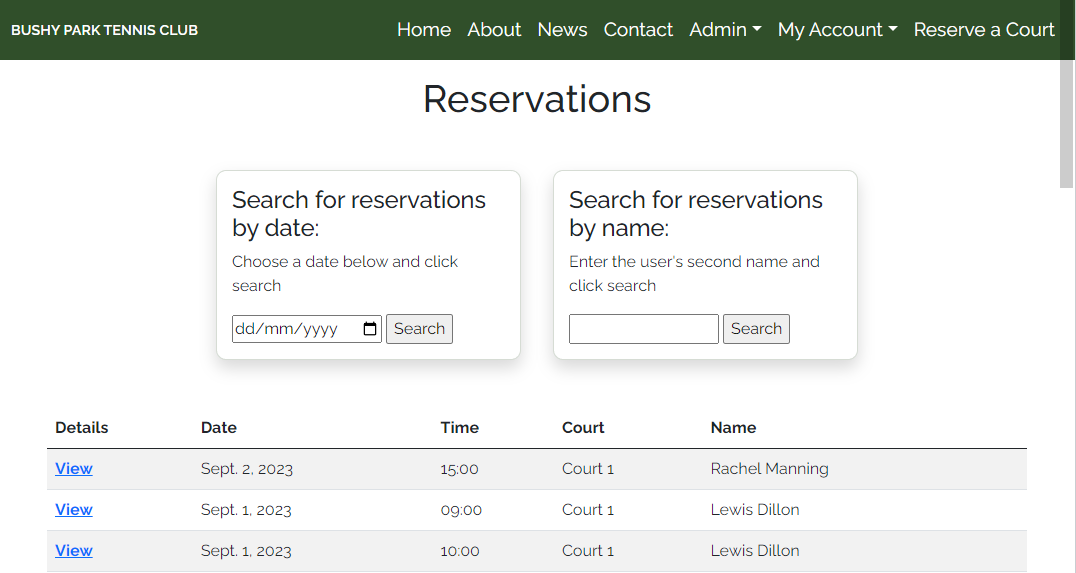 BUSHY PARK TENNIS CLUB Home About News Contact Admin My Account Reserve a Court
Reservations
Search for reservations
by date:
Choose a date below and click
search
dd/mm/yyyy Search
Search for reservations
by name:
Enter the user's second name and
click search
Search
Details Date Time Court Name
View Sept. 2, 2023 15:00 Court 1 Rachel Manning
View Sept. 1, 2023 09:00 Court 1 Lewis Dillon
View Sept. 1, 2023 10:00 Court 1 Lewis Dillon